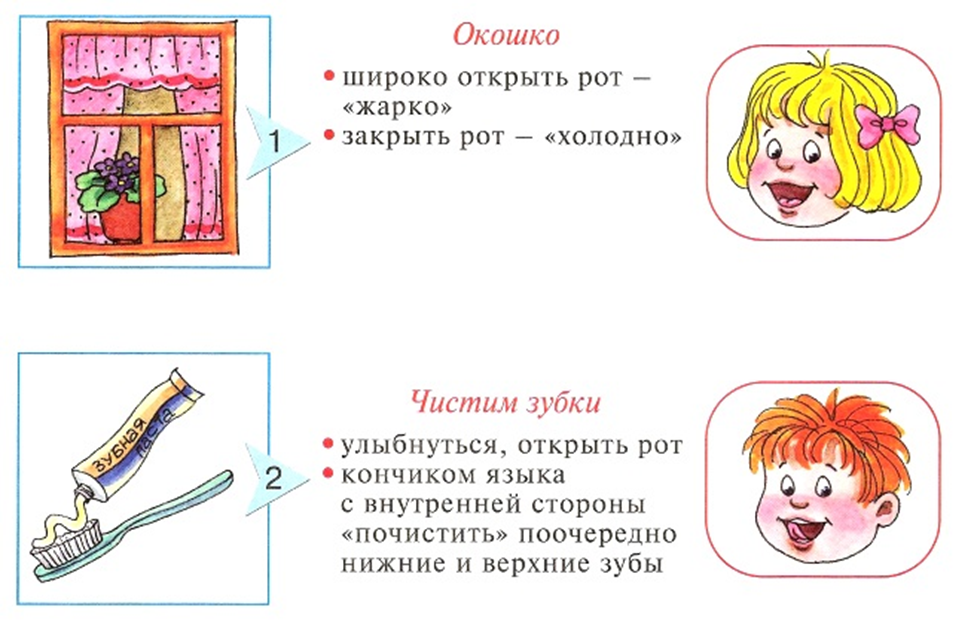 Окошко
• широко открыть рот –
«жарко»
1
• закрыть рот – «холодно»
Чистим зубки
ЗУБНАЯ
ПАСТА
• улыбнуться, открыть рот
2
• кончиком языка
с внутренней стороны
«почистить» поочередно
нижние и верхние зубы